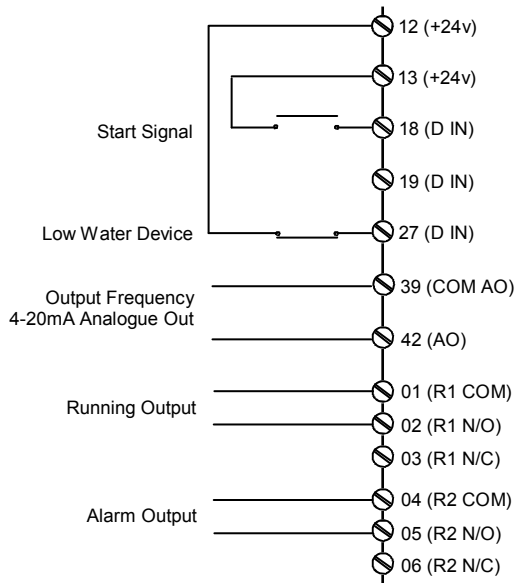 12 (+24v)
13 (+24v)
Start Signal
18 (D IN)
19 (D IN)
Low Water Device
27 (D IN)
39 (COM AO)
Output Frequency
4-20mA Analogue Out
42 (AO)
01 (R1 COM)
Running Output
02 (R1 N/O)
03 (R1 N/C)
04 (R2 COM)
Alarm Output
05 (R2 N/O)
06 (R2 N/C)